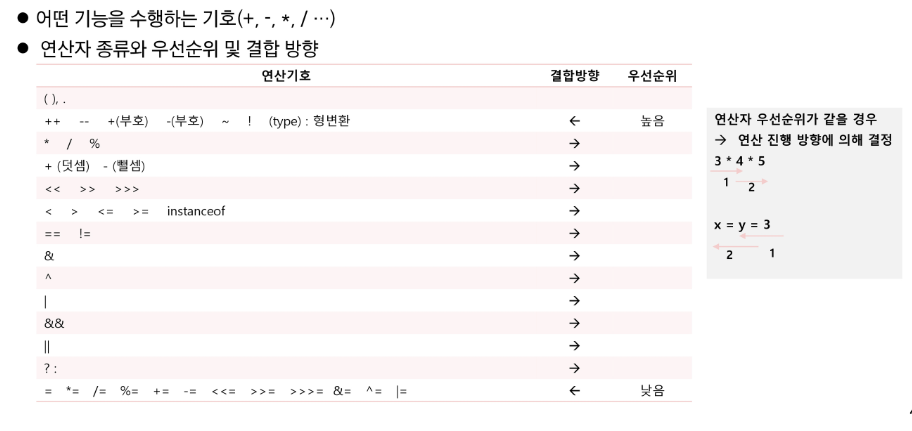 ● 어떤 기능을 수행하는 기호(+, -, *, / …)
● 연산자 종류와 우선순위 및 결합 방향
연산기호 결합방향 우선순위
( ), .
++ -- +(부호) -(부호) ~ ! (type) : 형변환 ← 높음
* / % →
+ (덧셈) - (뺄셈) →
<< >> >>> →
< > <= >= instanceof →
== != →
& →
^ →
| →
&& →
|| →
? : →
= *= /= %= += -= <<= >>= >>>= &= ^= |= ← 낮음
연산자 우선순위가 같을 경우
→ 연산 진행 방향에 의해 결정
3 * 4 * 5
1 2
x = y = 3
2 1